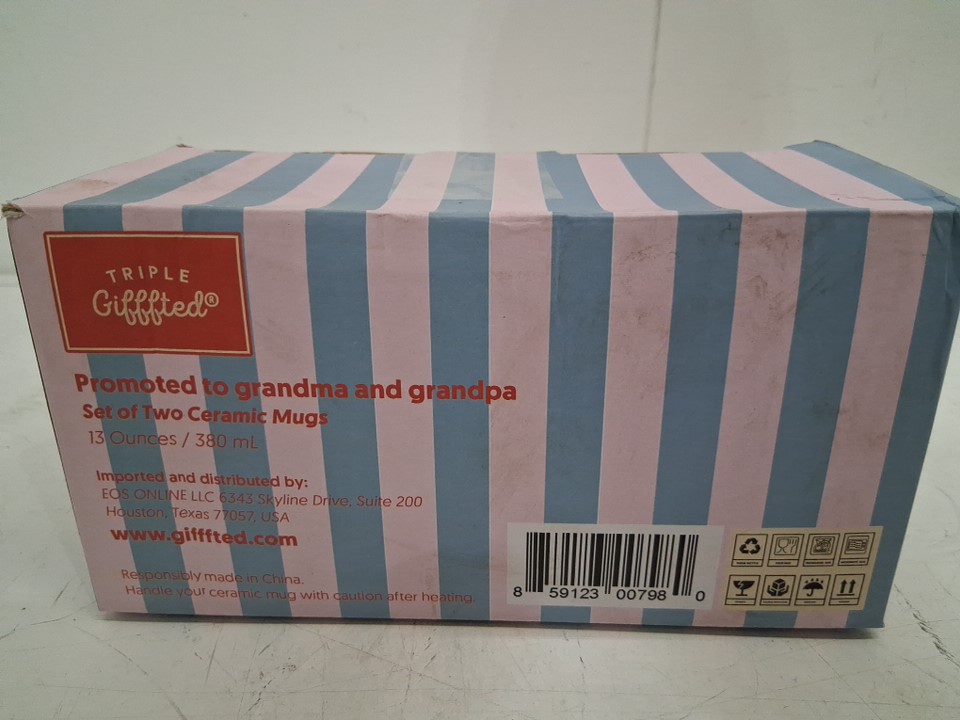 TRIPLE
Gifffted®
Promoted to grandma and grandpa
Set of Two Ceramic Mugs
13 Ounces / 380 mL
Imported and distributed by:
EOS ONLINE LLC 6343 Skyline Drive, Suite 200
Houston, Texas 77057, USA
www.gifffted.com
Responsibly made in China.
Handle your ceramic mug with caution after heating.
8 59123 00798 0